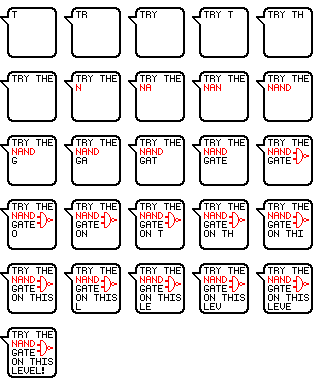 T
TR
TRY
TRY T
TRY TH
TRY THE
TRY THE
N
TRY THE
NA
TRY THE
NAN
TRY THE
NAND
TRY THE
NAND
G
TRY THE
NAND
GA
TRY THE
NAND
GAT
TRY THE
NAND
GATE
TRY THE
NAND
GATE
TRY THE
NAND
GATE
O
TRY THE
NAND
GATE
ON
TRY THE
NAND
GATE
ON T
TRY THE
NAND
GATE
ON TH
TRY THE
NAND
GATE
ON THI
TRY THE
NAND
GATE
ON THIS
TRY THE
NAND
GATE
ON THIS
L
TRY THE
NAND
GATE
ON THIS
LE
TRY THE
NAND
GATE
ON THIS
LEV
TRY THE
NAND
GATE
ON THIS
LEVE
TRY THE
NAND
GATE
ON THIS
LEVEL!